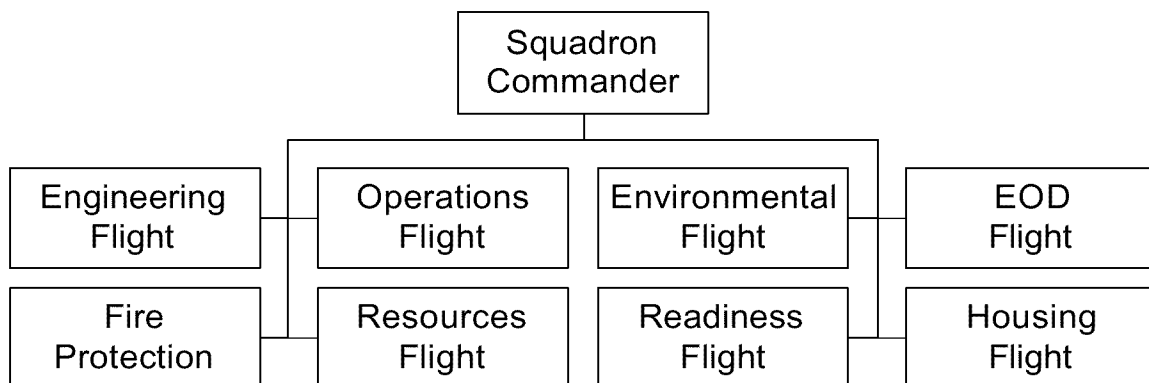 Squadron
Commander
Engineering
Flight
Operations
Flight
Environmental
Flight
EOD
Flight
Fire
Protection
Resources
Flight
Readiness
Flight
Housing
Flight